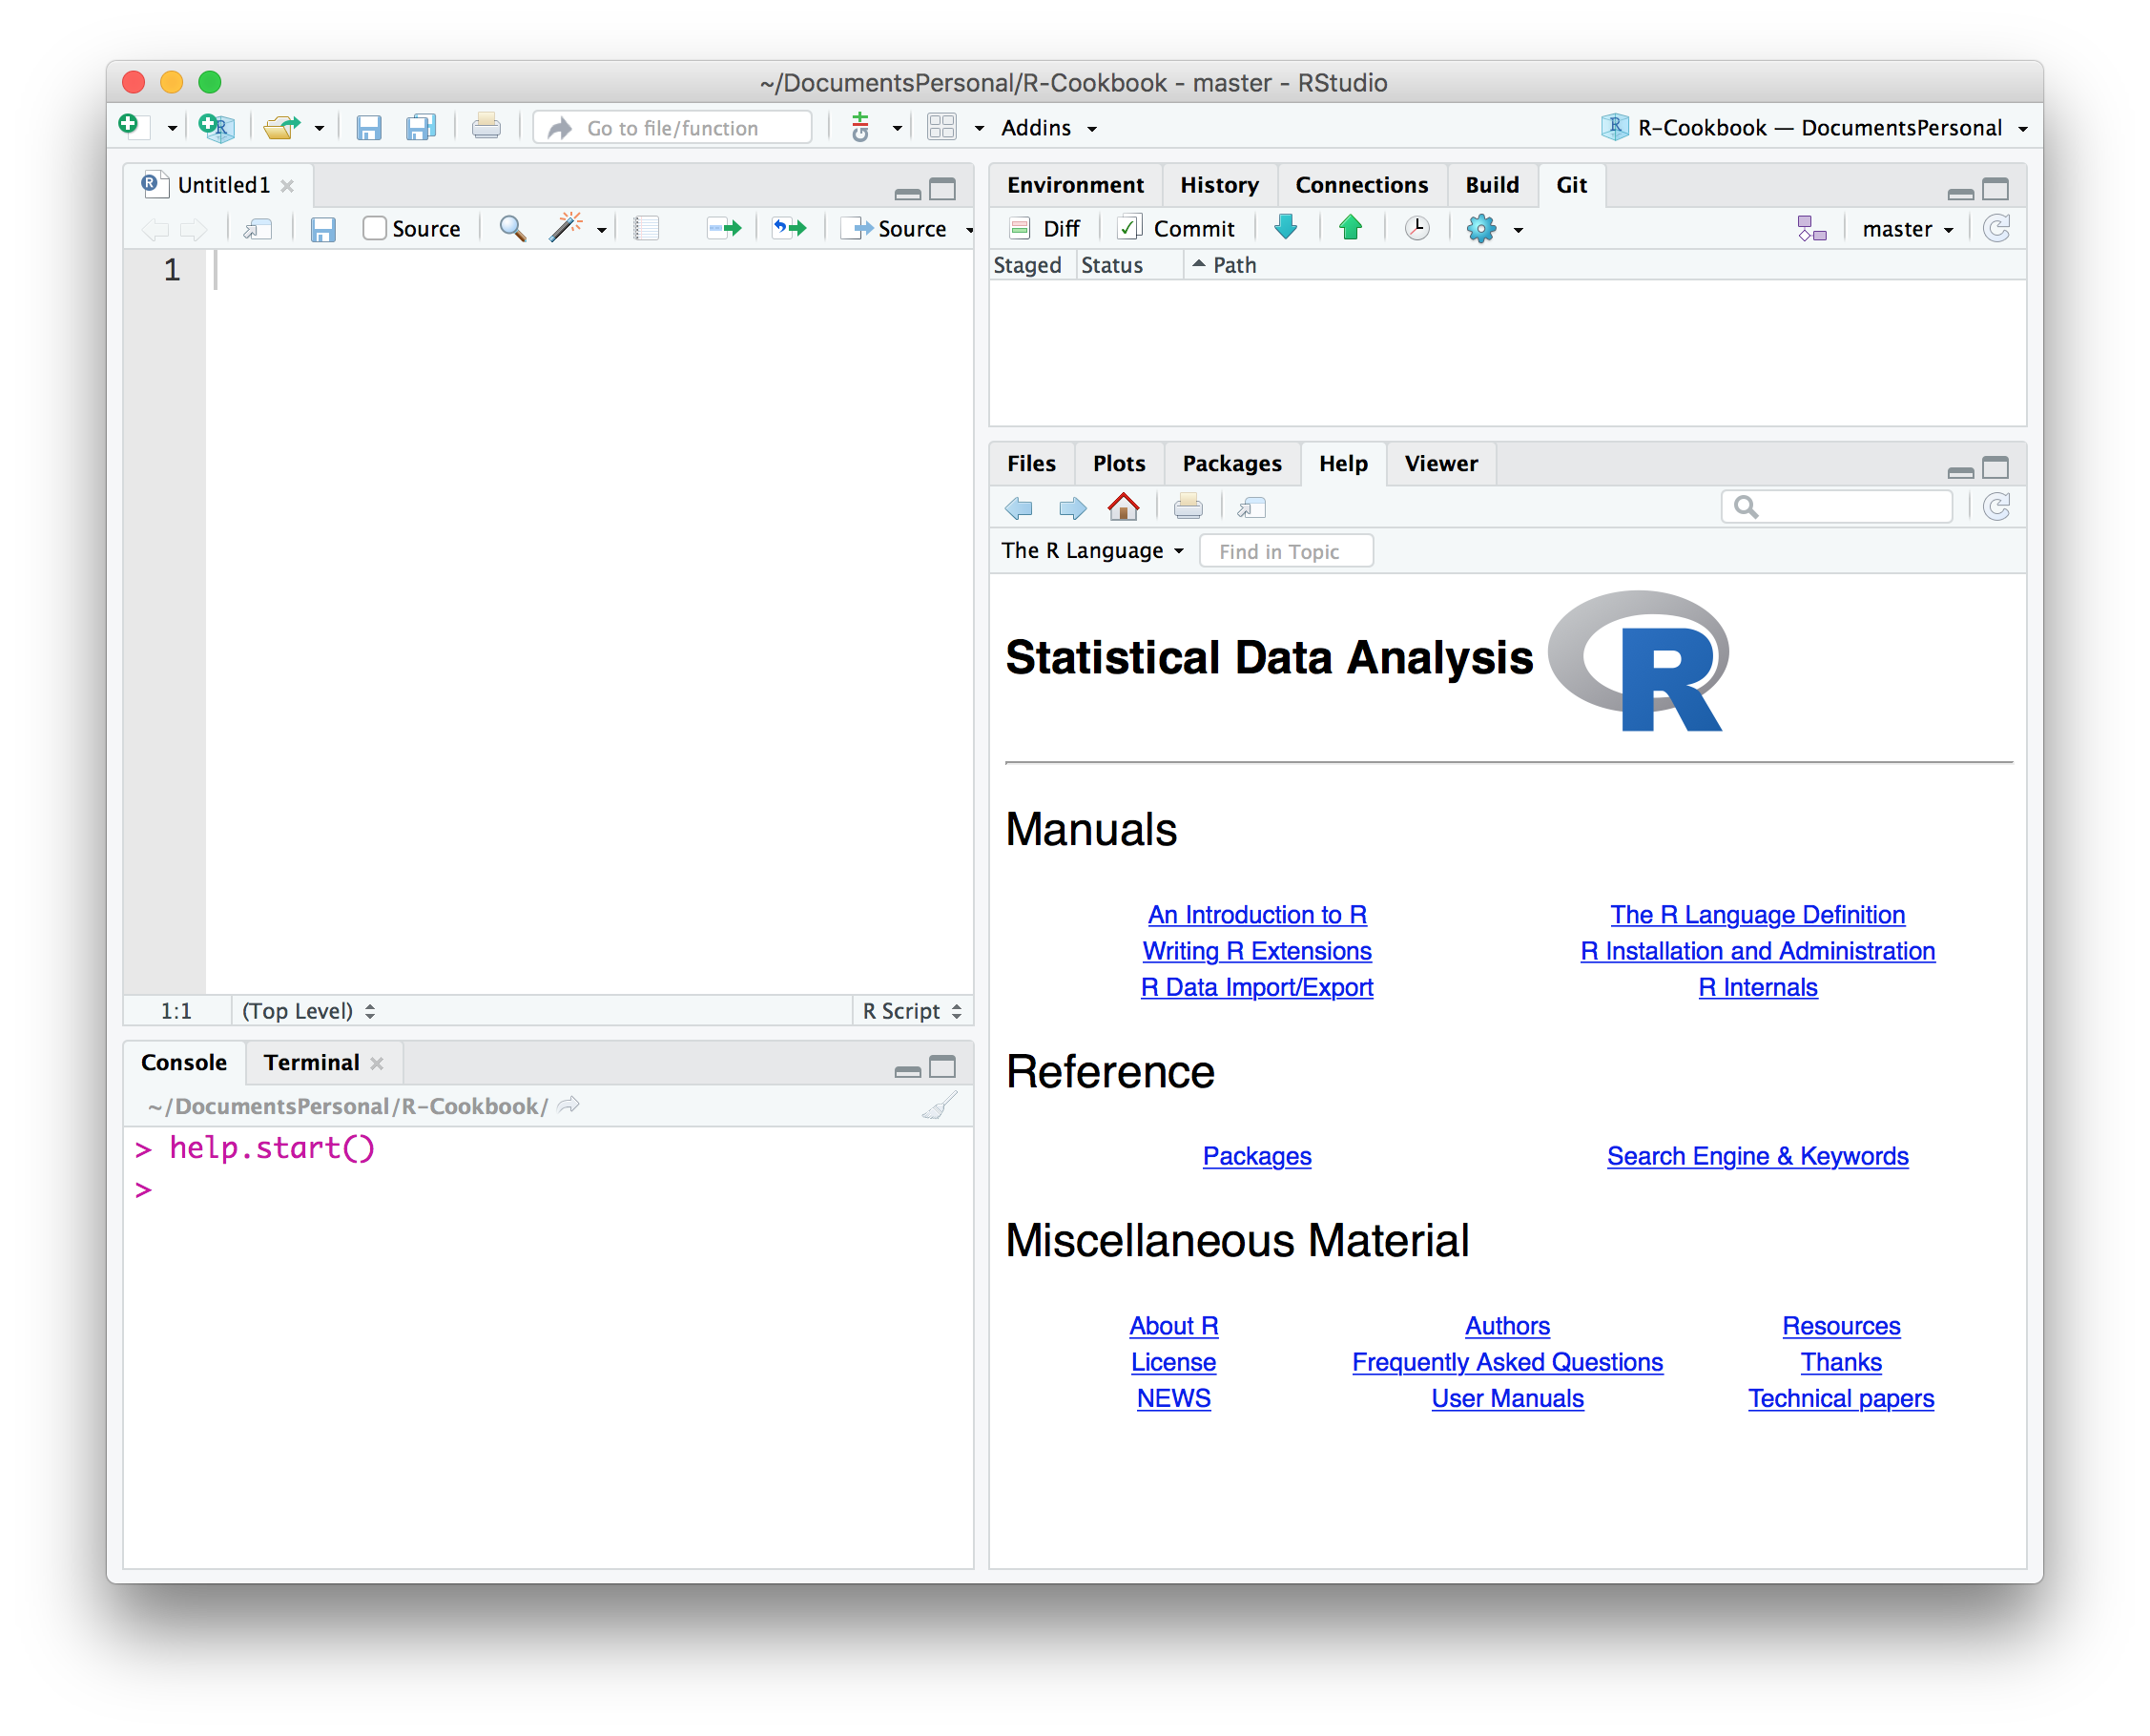 ~/DocumentsPersonal/R-Cookbook - master - RStudio
Go to file/function
Addins
R-Cookbook — DocumentsPersonal
Untitled1
Source
Source
1
1:1 (Top Level) R Script
Console Terminal
~/DocumentsPersonal/R-Cookbook/
> help.start()
>
Environment History Connections Build Git
Diff Commit master
Staged Status Path
Files Plots Packages Help Viewer
The R Language Find in Topic
Statistical Data Analysis R
Manuals
An Introduction to R The R Language Definition
Writing R Extensions R Installation and Administration
R Data Import/Export R Internals
Reference
Packages Search Engine & Keywords
Miscellaneous Material
About R Authors Resources
License Frequently Asked Questions Thanks
NEWS User Manuals Technical papers